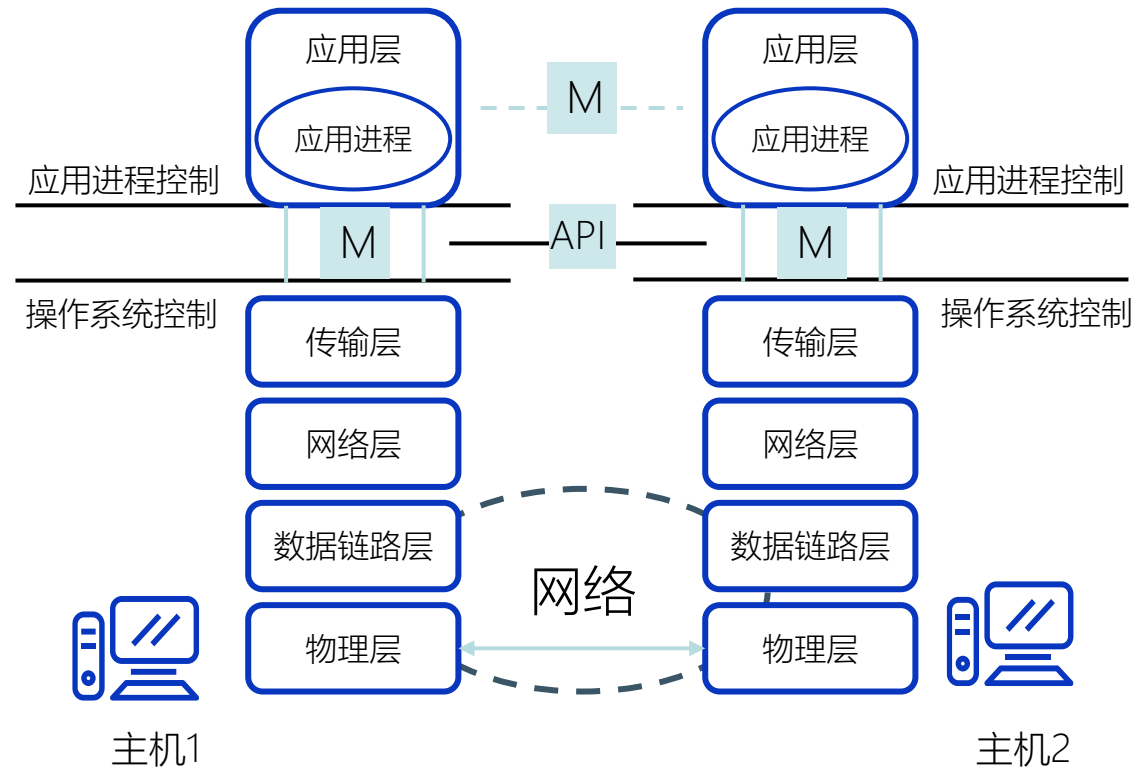 应用层
应用层
M
应用进程
应用进程
应用进程控制
应用进程控制
M
API
M
操作系统控制
操作系统控制
传输层
传输层
网络层
网络层
数据链路层
数据链路层
网络
物理层
物理层
主机1
主机2